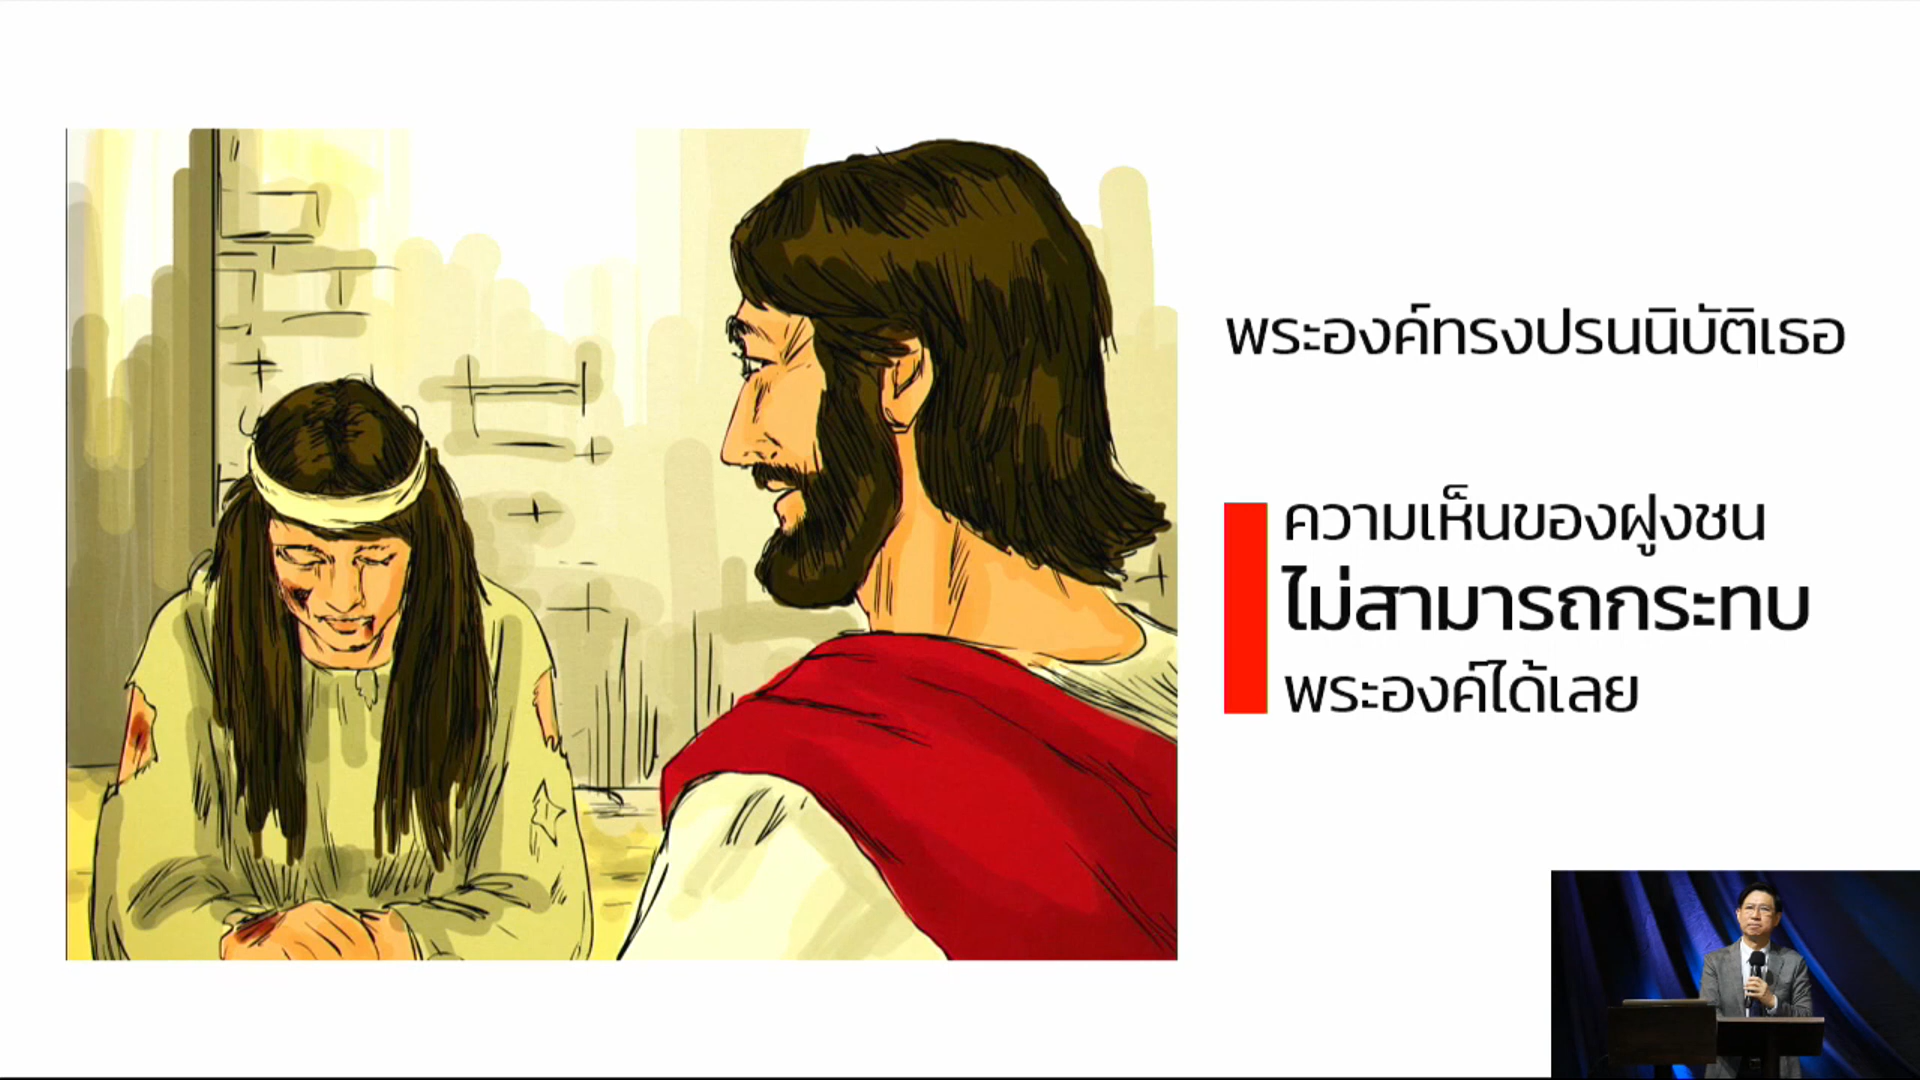 พระองค์ทรงปรนนิบัติเธอ
ความเห็นของฝูงชน
ไม่สามารถกระทบ
พระองค์ได้เลย